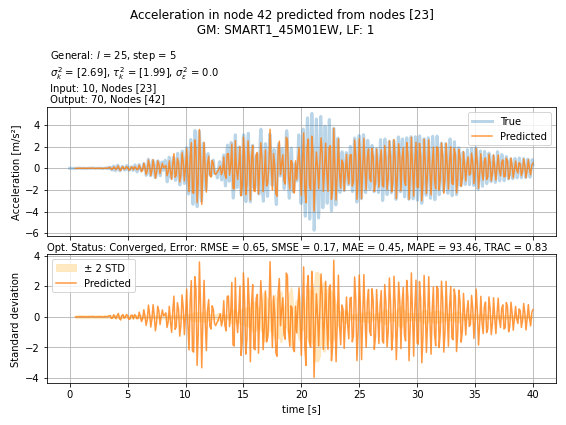 Acceleration in node 42 predicted from nodes [23]
GM: SMART1_45M01EW, LF: 1
General: l = 25, step = 5
σ²ₖ = [2.69], τ²ₖ = [1.99], σ²ε = 0.0
Input: 10, Nodes [23]
Output: 70, Nodes [42]
True
Predicted
Acceleration [m/s²]
4
2
0
−2
−4
−6
Opt. Status: Converged, Error: RMSE = 0.65, SMSE = 0.17, MAE = 0.45, MAPE = 93.46, TRAC = 0.83
± 2 STD
Predicted
Standard deviation
4
2
0
−2
−4
0 5 10 15 20 25 30 35 40
time [s]